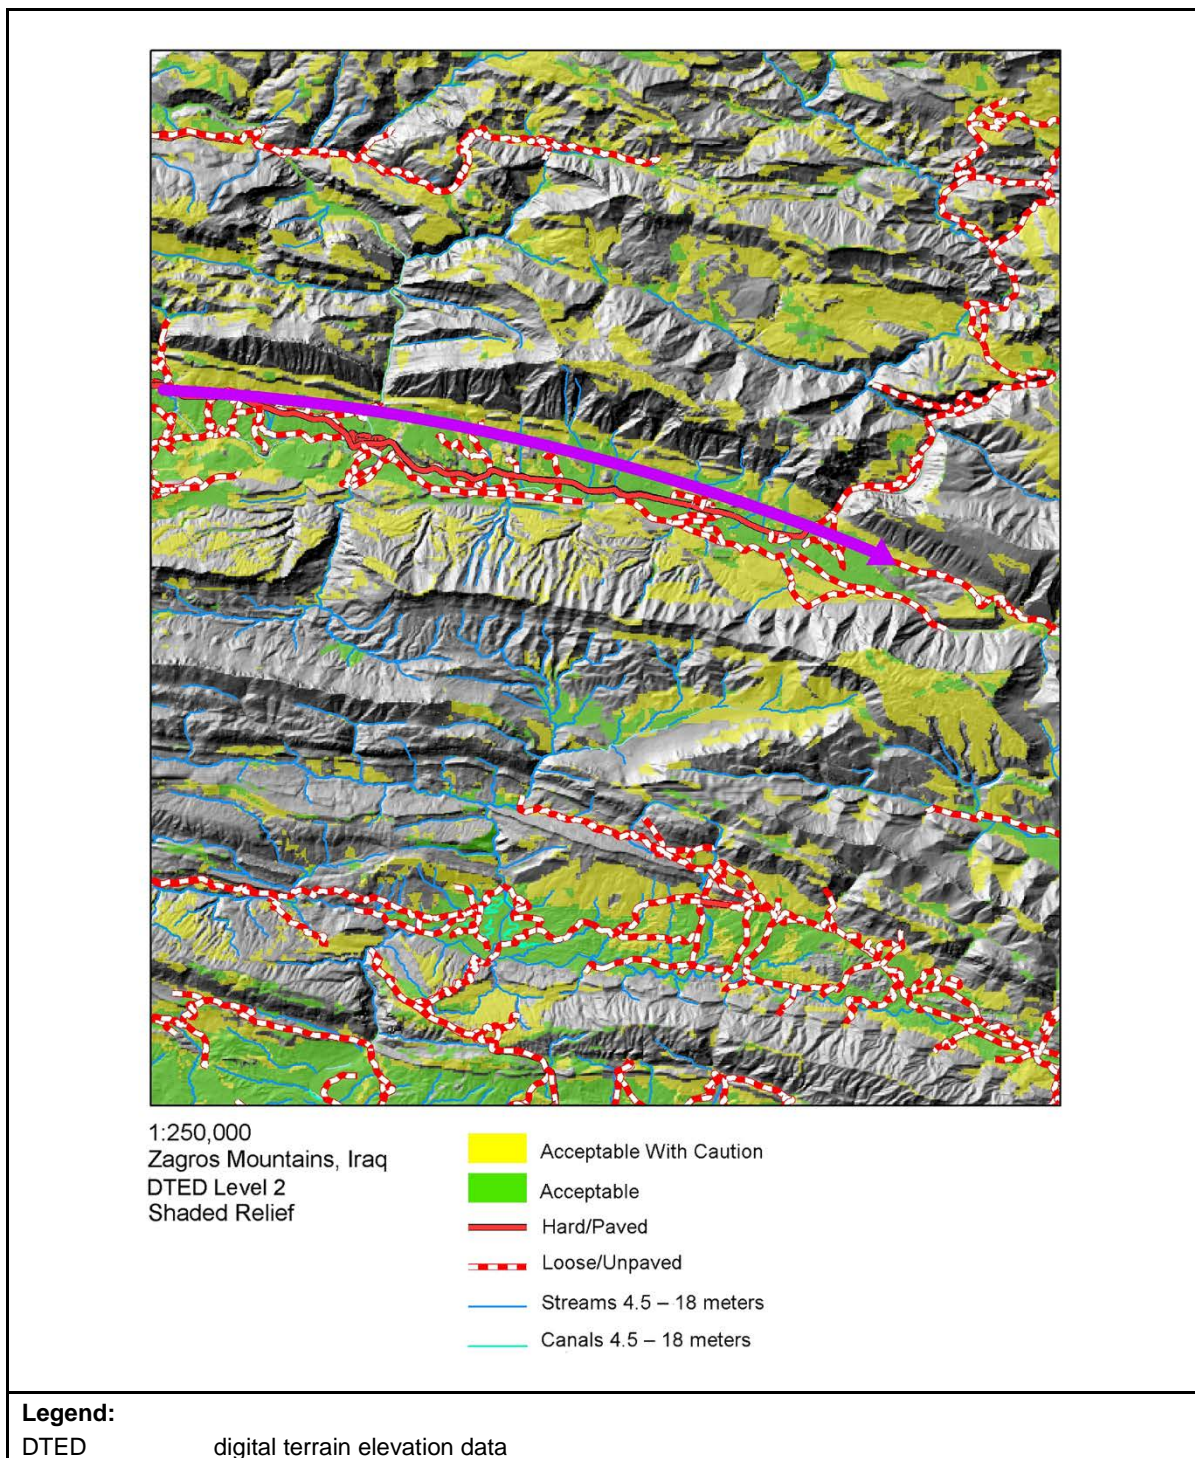 1:250,000
Zagros Mountains, Iraq
DTED Level 2
Shaded Relief
Acceptable With Caution
Acceptable
Hard/Paved
Loose/Unpaved
Streams 4.5 – 18 meters
Canals 4.5 – 18 meters
Legend:
DTED digital terrain elevation data